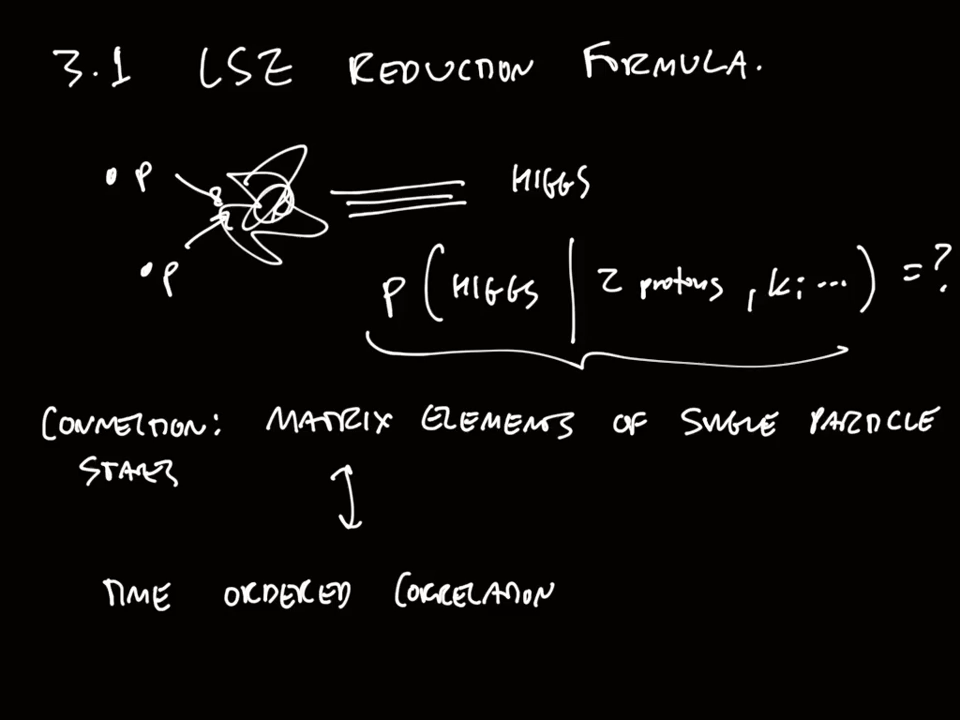 3.1 LSZ REDUCTION FORMULA.
• P
HIGGS
• P
P (HIGGS | 2 protons, ki ...) = ?
CONNECTION: MATRIX ELEMENTS OF SINGLE PARTICLE
STATES
↕
TIME ORDERED CORRELATION